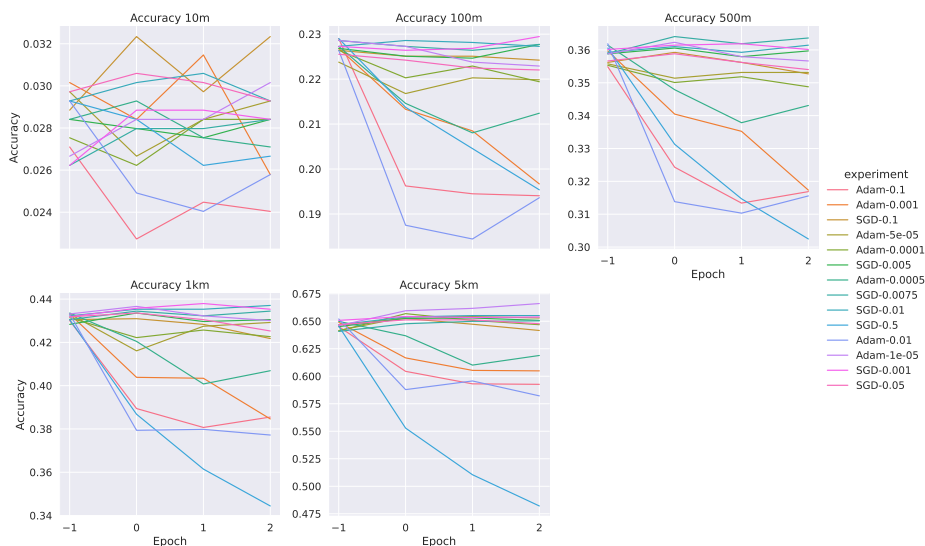 Accuracy 10m
Accuracy 100m
Accuracy 500m
0.032
0.030
0.028
0.026
0.024
Accuracy
0.23
0.22
0.21
0.20
0.19
0.36
0.35
0.34
0.33
0.32
0.31
0.30
−1
0
1
2
Epoch
experiment
Adam-0.1
Adam-0.001
SGD-0.1
Adam-5e-05
Adam-0.0001
SGD-0.005
Adam-0.0005
SGD-0.0075
SGD-0.01
SGD-0.5
Adam-0.01
Adam-1e-05
SGD-0.001
SGD-0.05
Accuracy 1km
Accuracy 5km
0.44
0.42
0.40
0.38
0.36
0.34
Accuracy
−1
0
1
2
Epoch
0.675
0.650
0.625
0.600
0.575
0.550
0.525
0.500
0.475
−1
0
1
2
Epoch